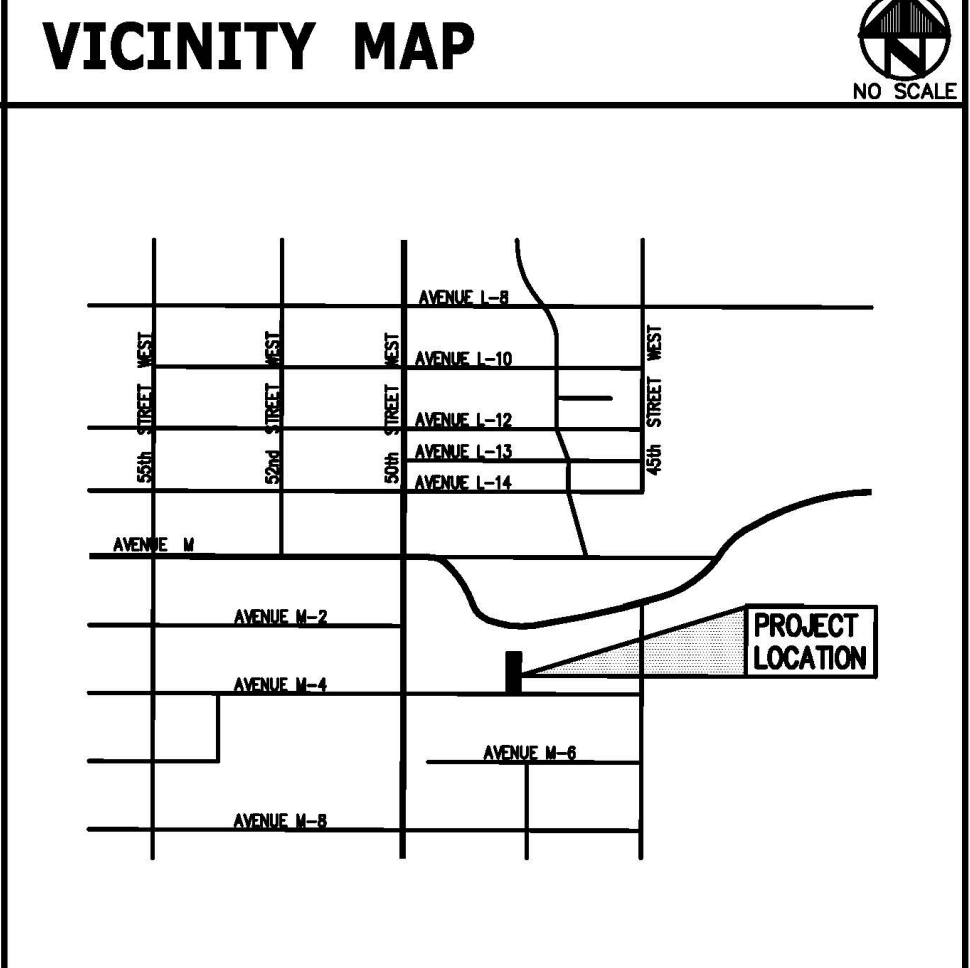 VICINITY MAP
N
NO SCALE
AVENUE L-8
55th STREET WEST
52nd STREET WEST
50th STREET WEST
45th STREET WEST
AVENUE L-10
AVENUE L-12
AVENUE L-13
AVENUE L-14
AVENUE M
AVENUE M-2
PROJECT
LOCATION
AVENUE M-4
AVENUE M-6
AVENUE M-8